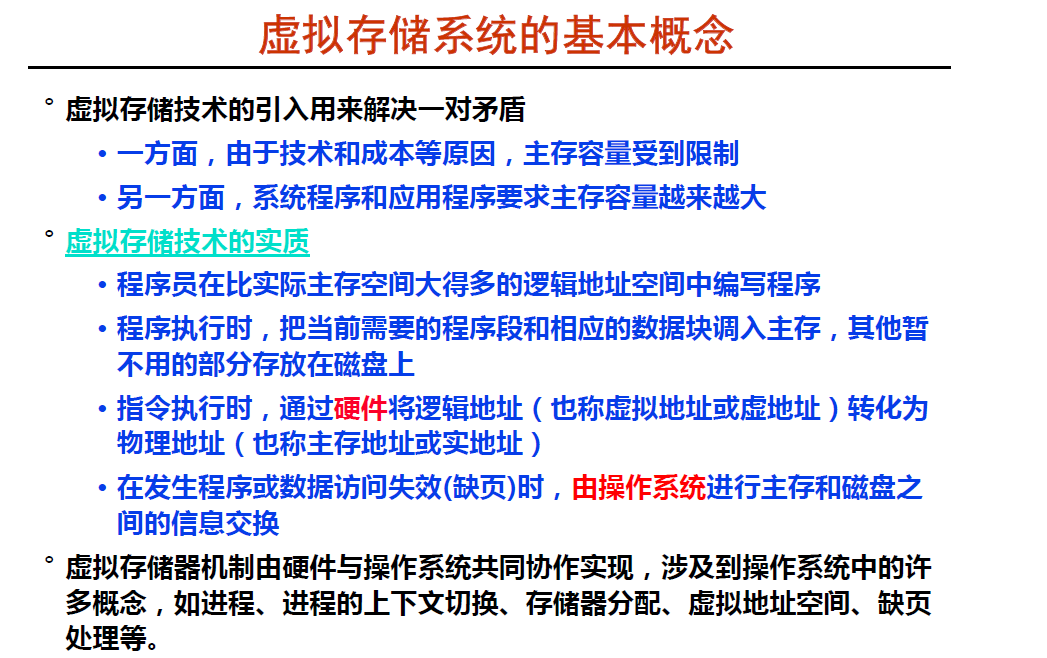 虚拟存储系统的基本概念
° 虚拟存储技术的引入用来解决一对矛盾
• 一方面，由于技术和成本等原因，主存容量受到限制
• 另一方面，系统程序和应用程序要求主存容量越来越大
° 虚拟存储技术的实质
• 程序员在比实际主存空间大得多的逻辑地址空间中编写程序
• 程序执行时，把当前需要的程序段和相应的数据块调入主存，其他暂
不用的部分存放在磁盘上
• 指令执行时，通过硬件将逻辑地址（也称虚拟地址或虚地址）转化为
物理地址（也称主存地址或实地址）
• 在发生程序或数据访问失效(缺页)时，由操作系统进行主存和磁盘之
间的信息交换
° 虚拟存储器机制由硬件与操作系统共同协作实现，涉及到操作系统中的许
多概念，如进程、进程的上下文切换、存储器分配、虚拟地址空间、缺页
处理等。